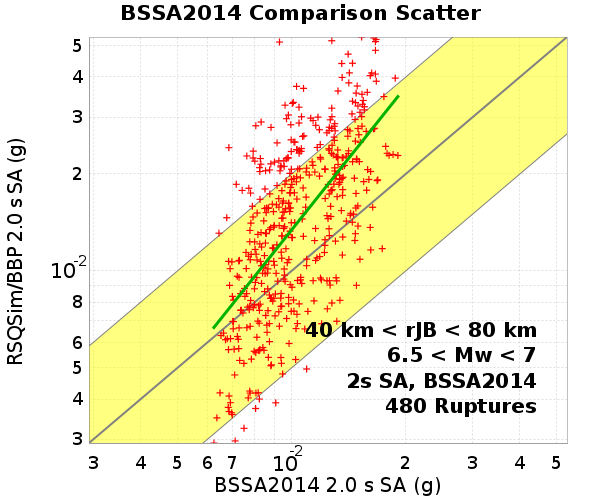 BSSA2014 Comparison Scatter
RSQSim/BBP 2.0 s SA (g)
5
4
3
2
10-2
8
6
5
4
3
40 km < rJB < 80 km
6.5 < Mw < 7
2s SA, BSSA2014
480 Ruptures
3 4 5 6 7 10-2 2 3 4 5
BSSA2014 2.0 s SA (g)